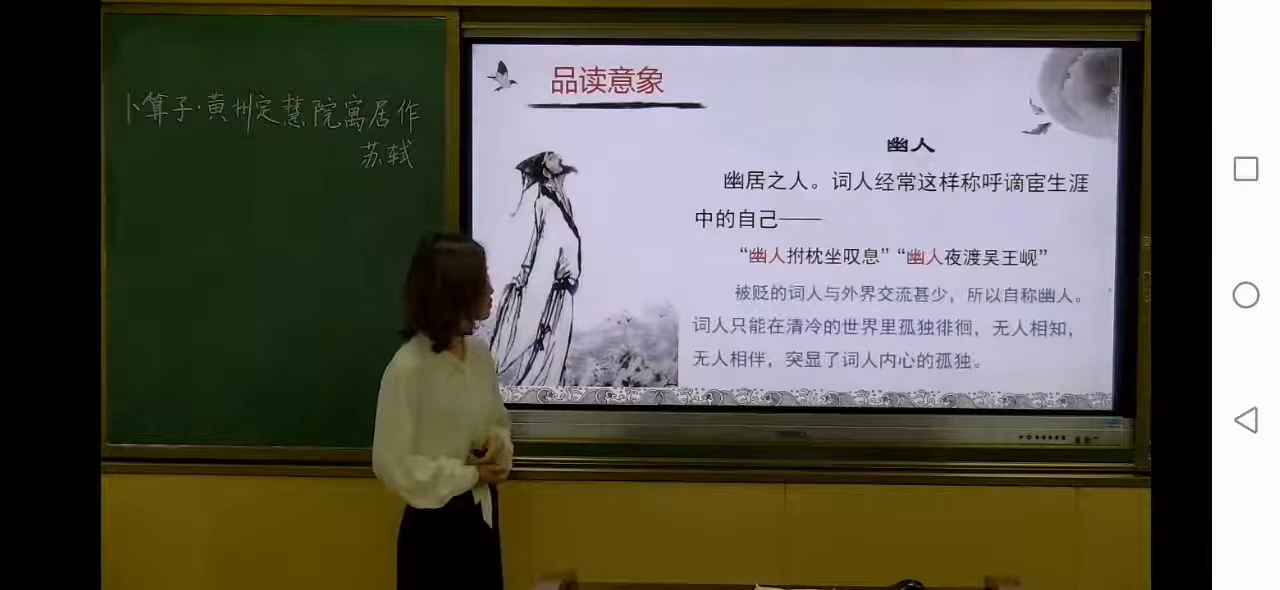 卜算子·黄州定慧院寓居作
苏轼
品读意象
幽人
幽居之人。词人经常这样称呼谪宦生涯
中的自己——
“幽人拊枕坐叹息”“幽人夜渡吴王岘”
被贬的词人与外界交流甚少，所以自称幽人。
词人只能在清冷的世界里孤独徘徊，无人相知，
无人相伴，突显了词人内心的孤独。